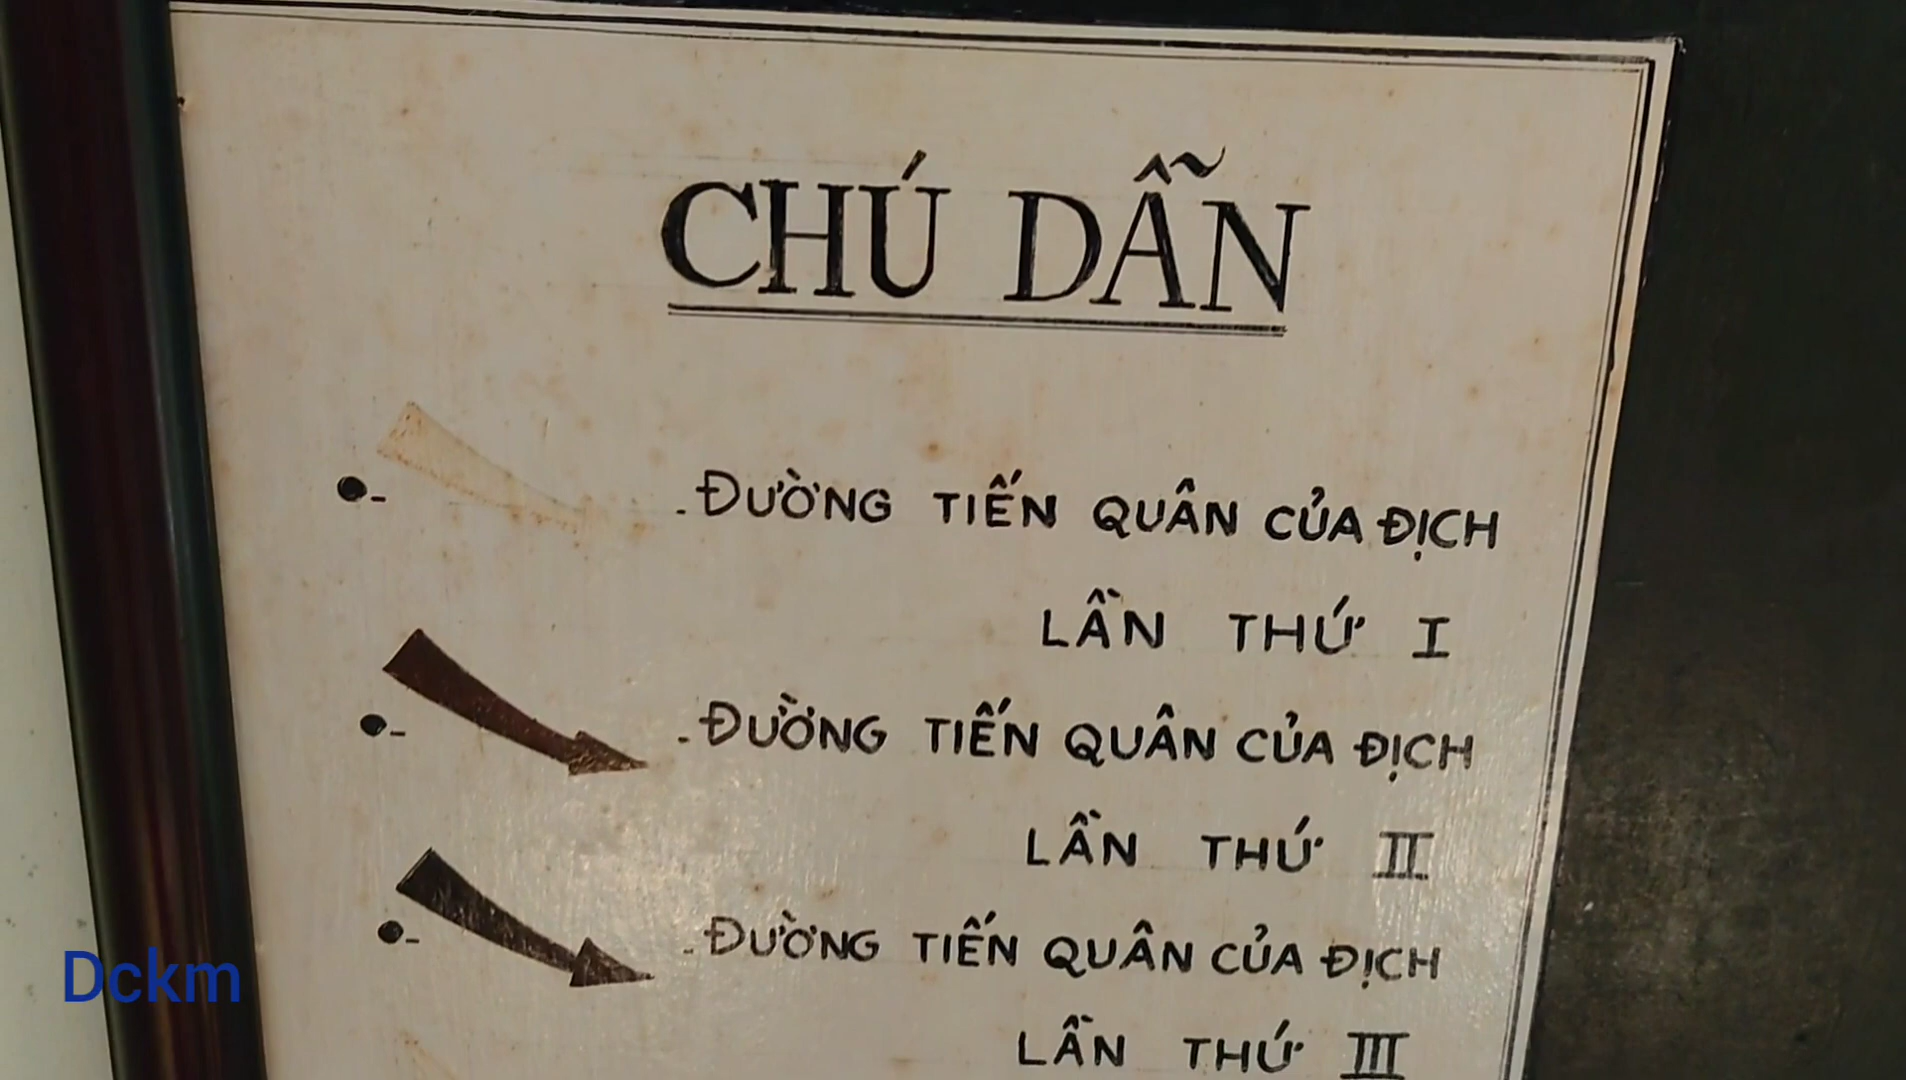 CHÚ DẪN
•- .ĐƯỜNG TIẾN QUÂN CỦA ĐỊCH
LẦN THỨ I
•- -ĐƯỜNG TIẾN QUÂN CỦA ĐỊCH
LẦN THỨ II
•- -ĐƯỜNG TIẾN QUÂN CỦA ĐỊCH
LẦN THỨ III
Dckm